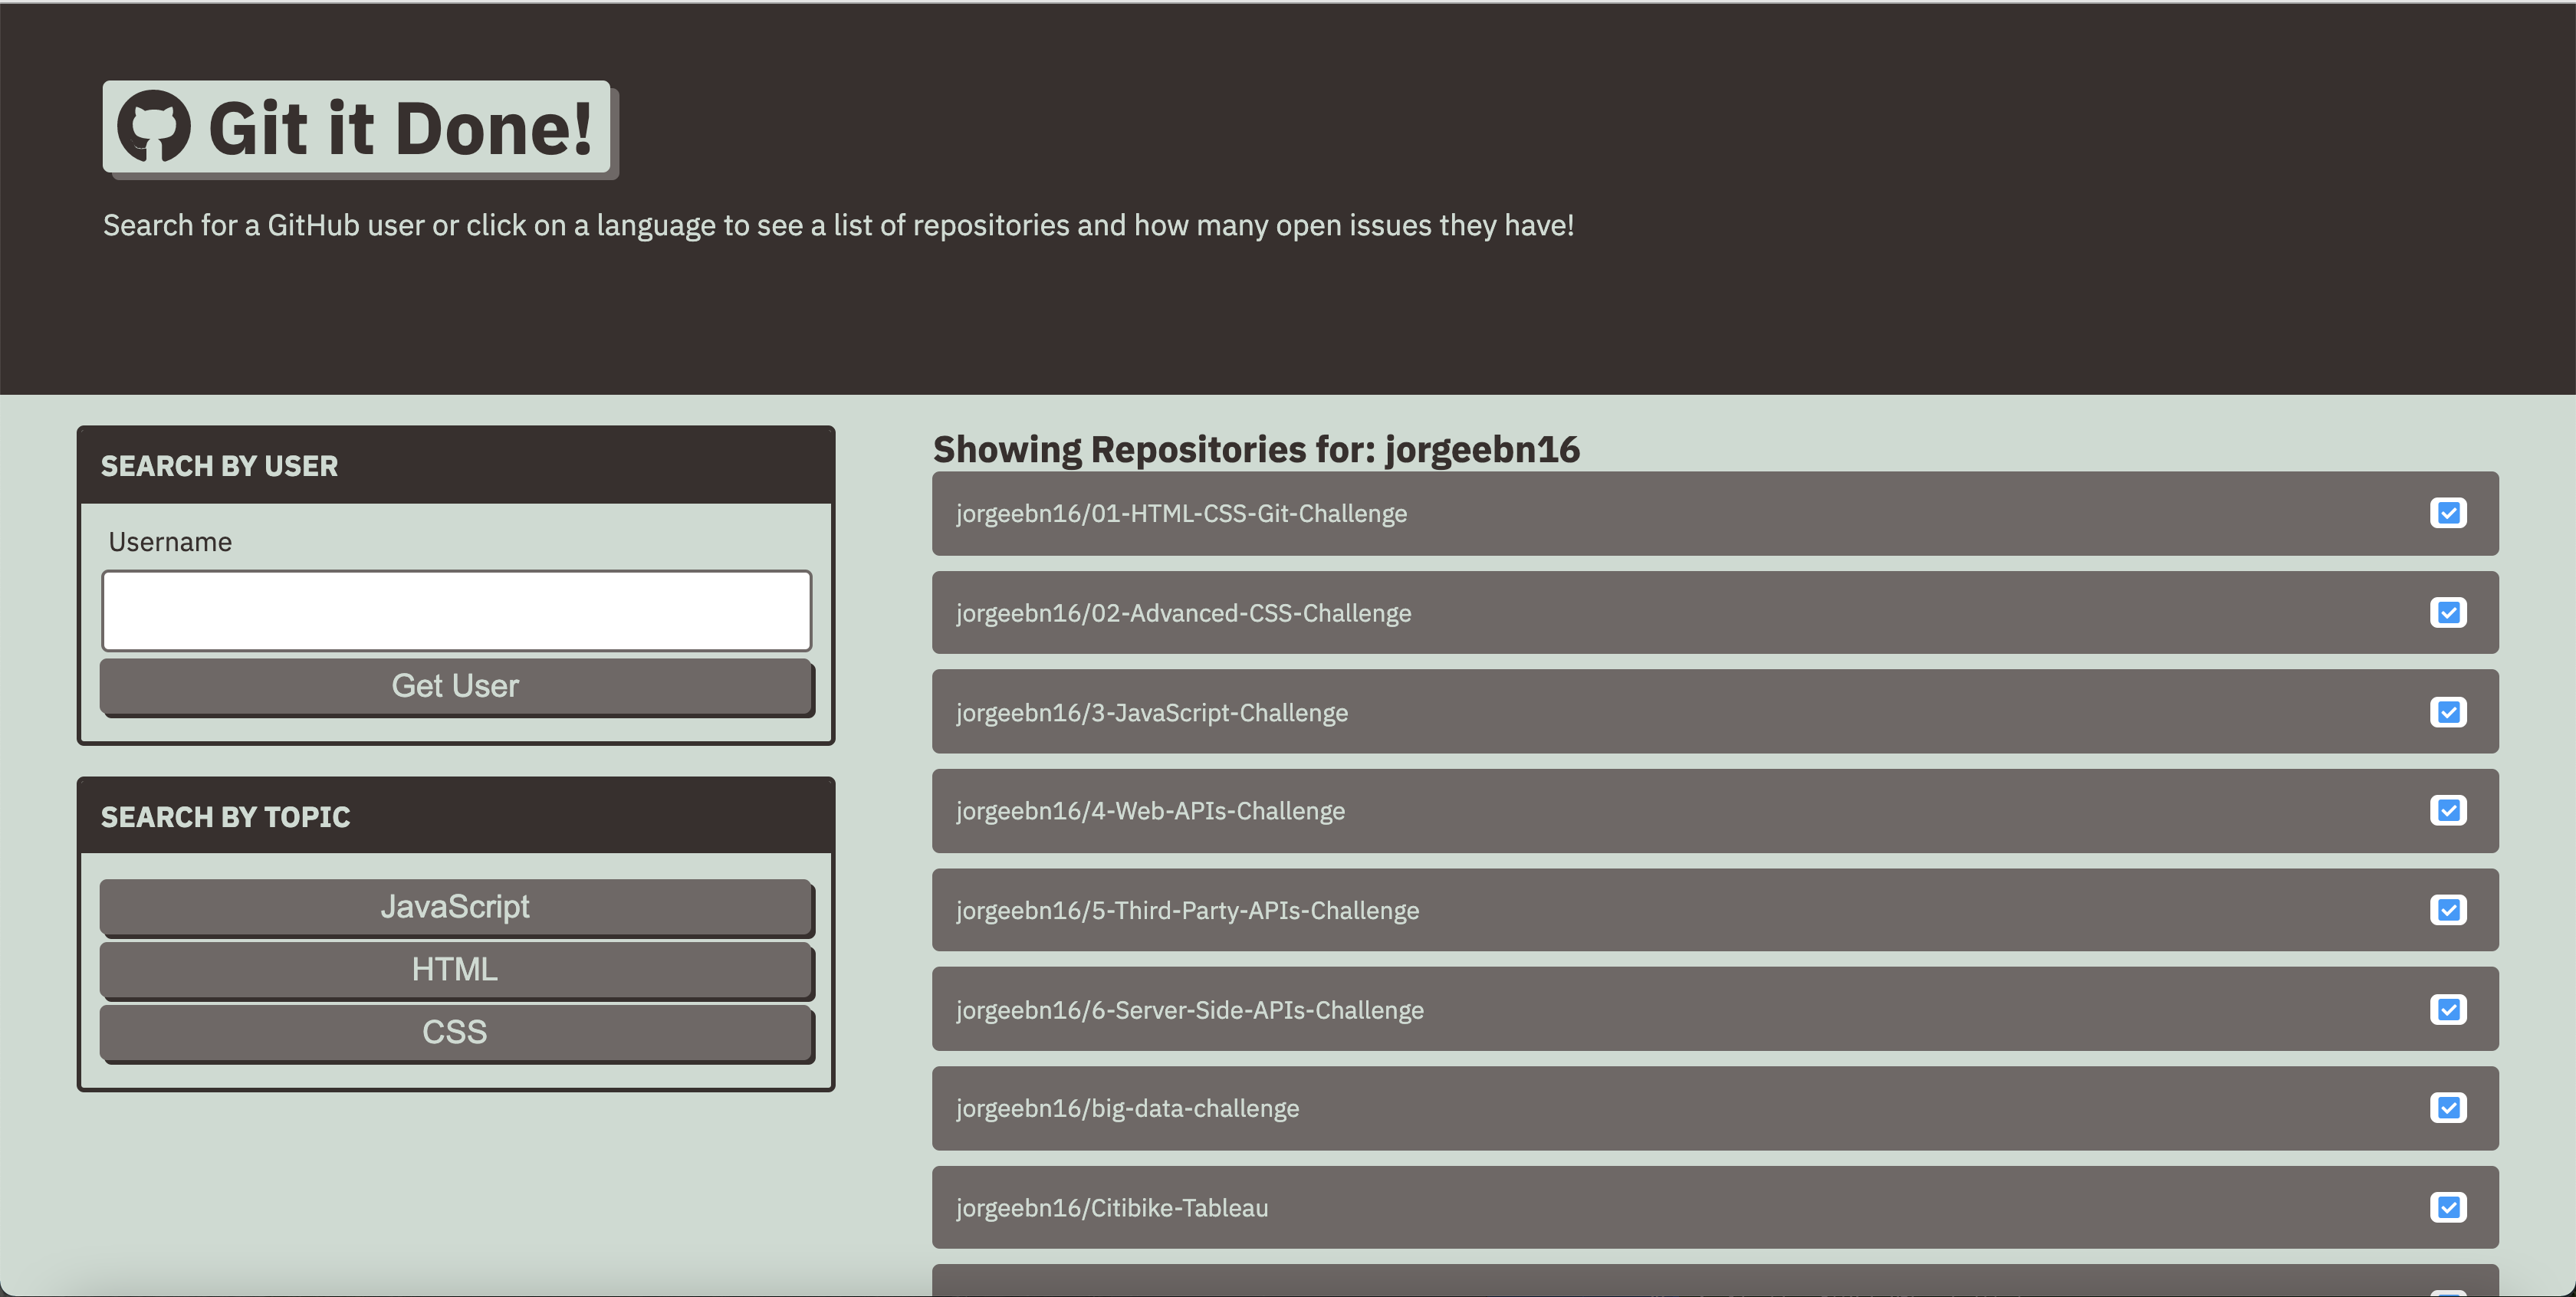 Git it Done!
Search for a GitHub user or click on a language to see a list of repositories and how many open issues they have!
SEARCH BY USER
Username
Get User
SEARCH BY TOPIC
JavaScript
HTML
CSS
Showing Repositories for: jorgeebn16
jorgeebn16/01-HTML-CSS-Git-Challenge
jorgeebn16/02-Advanced-CSS-Challenge
jorgeebn16/3-JavaScript-Challenge
jorgeebn16/4-Web-APIs-Challenge
jorgeebn16/5-Third-Party-APIs-Challenge
jorgeebn16/6-Server-Side-APIs-Challenge
jorgeebn16/big-data-challenge
jorgeebn16/Citibike-Tableau